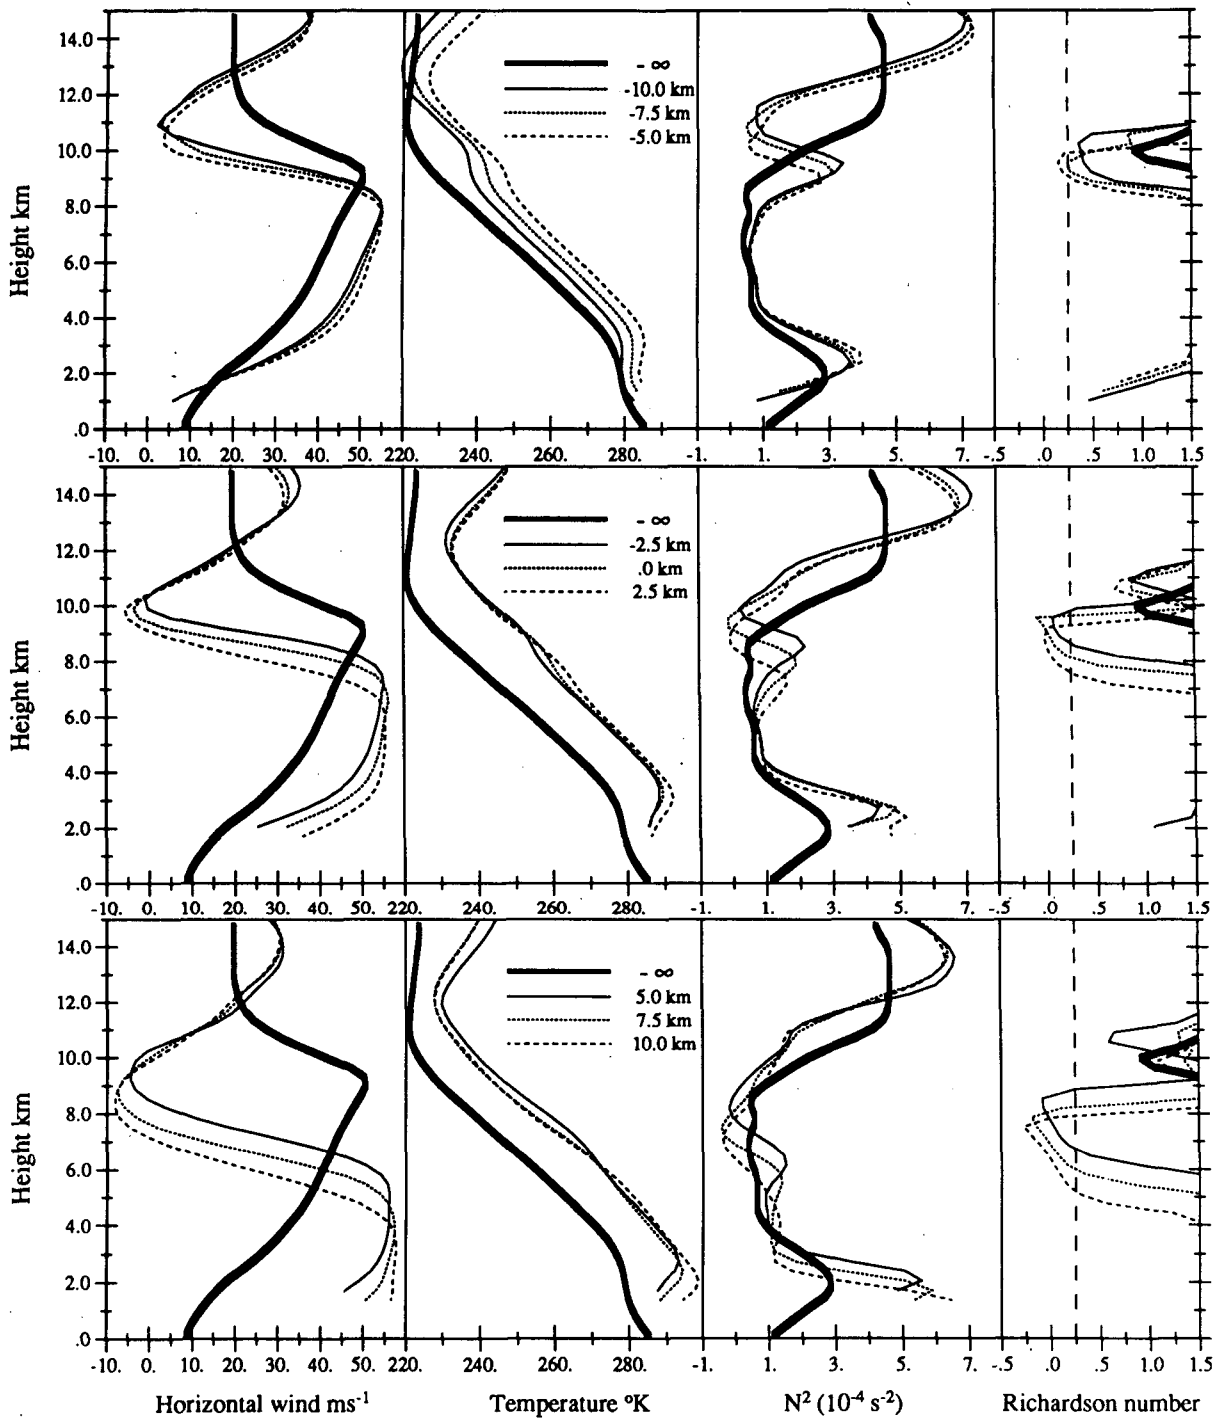 14.0
12.0
10.0
8.0
6.0
4.0
2.0
.0
Height km
- ∞
-10.0 km
-7.5 km
-5.0 km
-10. 0. 10. 20. 30. 40. 50. 220. 240. 260. 280. -1. 1. 3. 5. 7. -.5 .0 .5 1.0 1.5
14.0
12.0
10.0
8.0
6.0
4.0
2.0
.0
Height km
- ∞
-2.5 km
.0 km
2.5 km
-10. 0. 10. 20. 30. 40. 50. 220. 240. 260. 280. -1. 1. 3. 5. 7. -.5 .0 .5 1.0 1.5
14.0
12.0
10.0
8.0
6.0
4.0
2.0
.0
Height km
- ∞
5.0 km
7.5 km
10.0 km
-10. 0. 10. 20. 30. 40. 50. 220. 240. 260. 280. -1. 1. 3. 5. 7. -.5 .0 .5 1.0 1.5
Horizontal wind ms⁻¹ Temperature °K N² (10⁻⁴ s⁻²) Richardson number